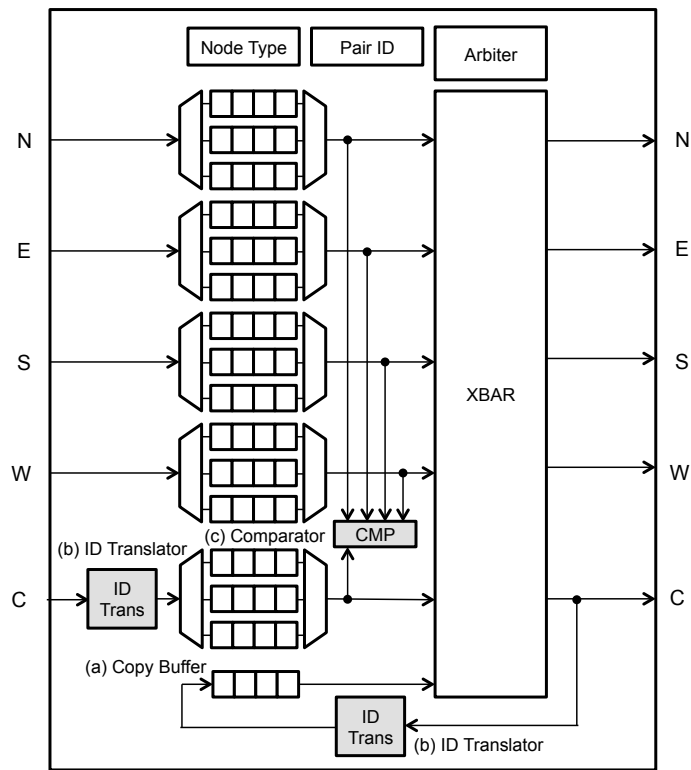 Node Type
Pair ID
Arbiter
N
N
E
E
S
S
XBAR
W
W
(c) Comparator
CMP
(b) ID Translator
C
ID
Trans
C
(a) Copy Buffer
ID
Trans
(b) ID Translator